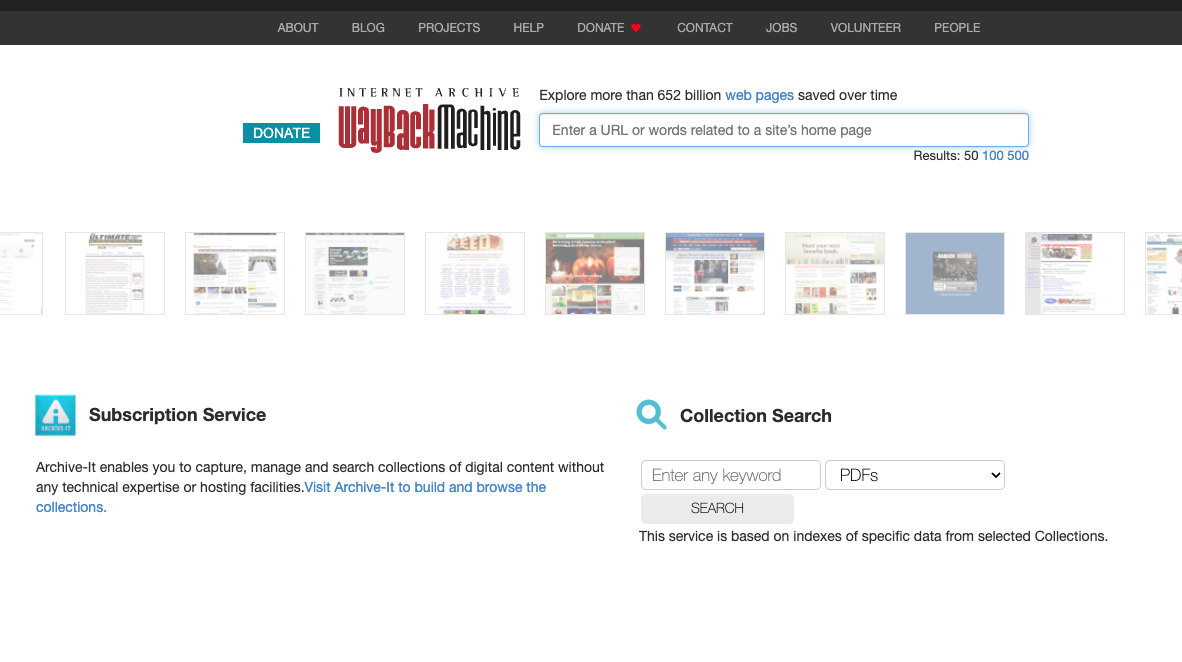 ABOUT BLOG PROJECTS HELP DONATE CONTACT JOBS VOLUNTEER PEOPLE
INTERNET ARCHIVE
WayBackMachine
DONATE
Explore more than 652 billion web pages saved over time
Enter a URL or words related to a site's home page
Results: 50 100 500
ULTIMATE
Subscription Service
ARCHIVE-IT
Archive-It enables you to capture, manage and search collections of digital content without
any technical expertise or hosting facilities.Visit Archive-It to build and browse the
collections.
Collection Search
Enter any keyword PDFs
SEARCH
This service is based on indexes of specific data from selected Collections.